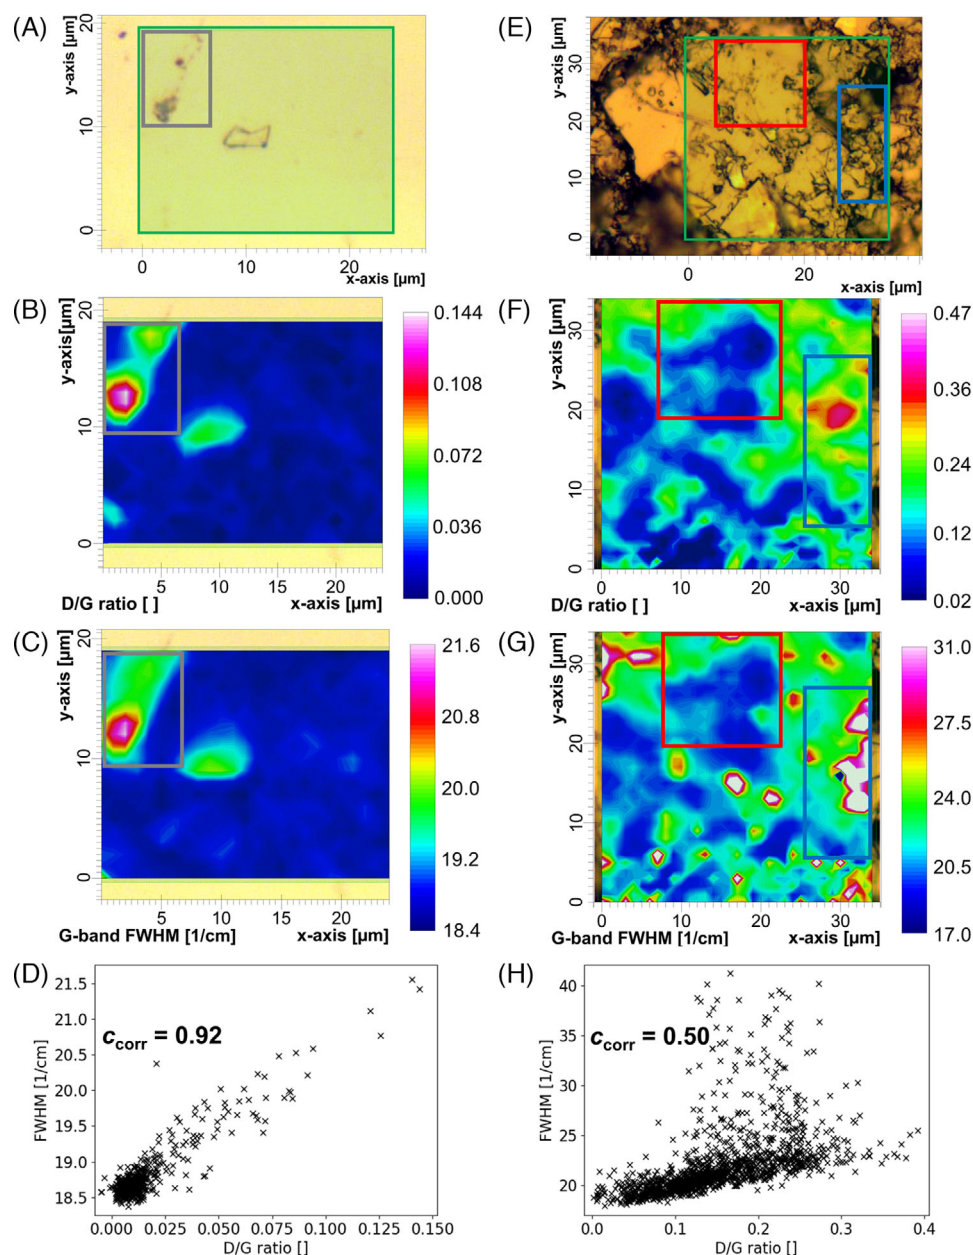 (A)
y-axis [µm]
20
10
0
0
10
20
x-axis [µm]
(B)
y-axis[µm]
20
10
0
5
10
15
20
D/G ratio [ ]
x-axis [µm]
0.144
0.108
0.072
0.036
0.000
(C)
y-axis [µm]
20
10
0
5
10
15
20
G-band FWHM [1/cm]
x-axis [µm]
21.6
20.8
20.0
19.2
18.4
(D)
FWHM [1/cm]
21.5
21.0
20.5
20.0
19.5
19.0
18.5
c_corr = 0.92
0.000
0.025
0.050
0.075
0.100
0.125
0.150
D/G ratio []
(E)
y-axis [µm]
30
20
10
0
0
20
x-axis [µm]
(F)
y-axis [µm]
30
20
10
0
0
10
20
30
D/G ratio [ ]
x-axis [µm]
0.47
0.36
0.24
0.12
0.02
(G)
y-axis [µm]
30
20
10
0
0
10
20
30
G-band FWHM [1/cm]
x-axis [µm]
31.0
27.5
24.0
20.5
17.0
(H)
FWHM [1/cm]
40
35
30
25
20
c_corr = 0.50
0.0
0.1
0.2
0.3
0.4
D/G ratio []